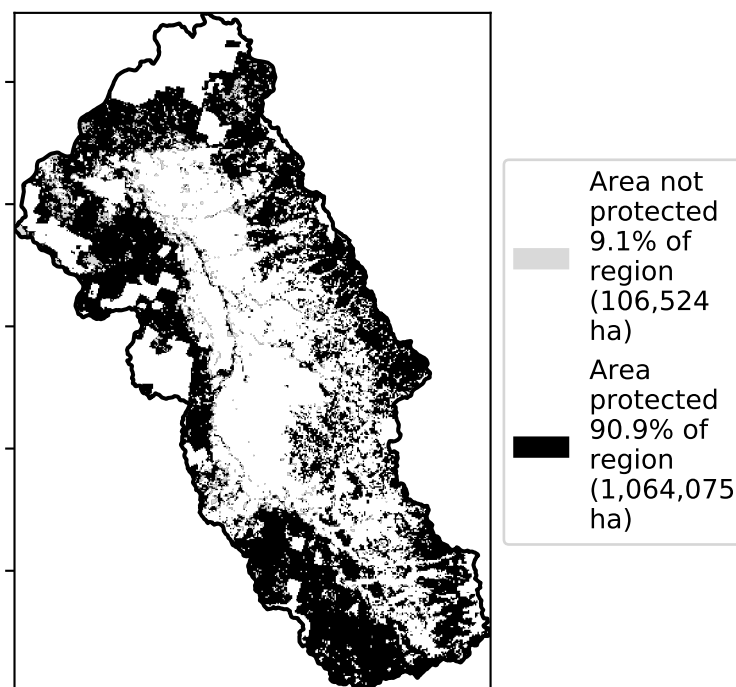 Area not
protected
9.1% of
region
(106,524
ha)
Area
protected
90.9% of
region
(1,064,075
ha)